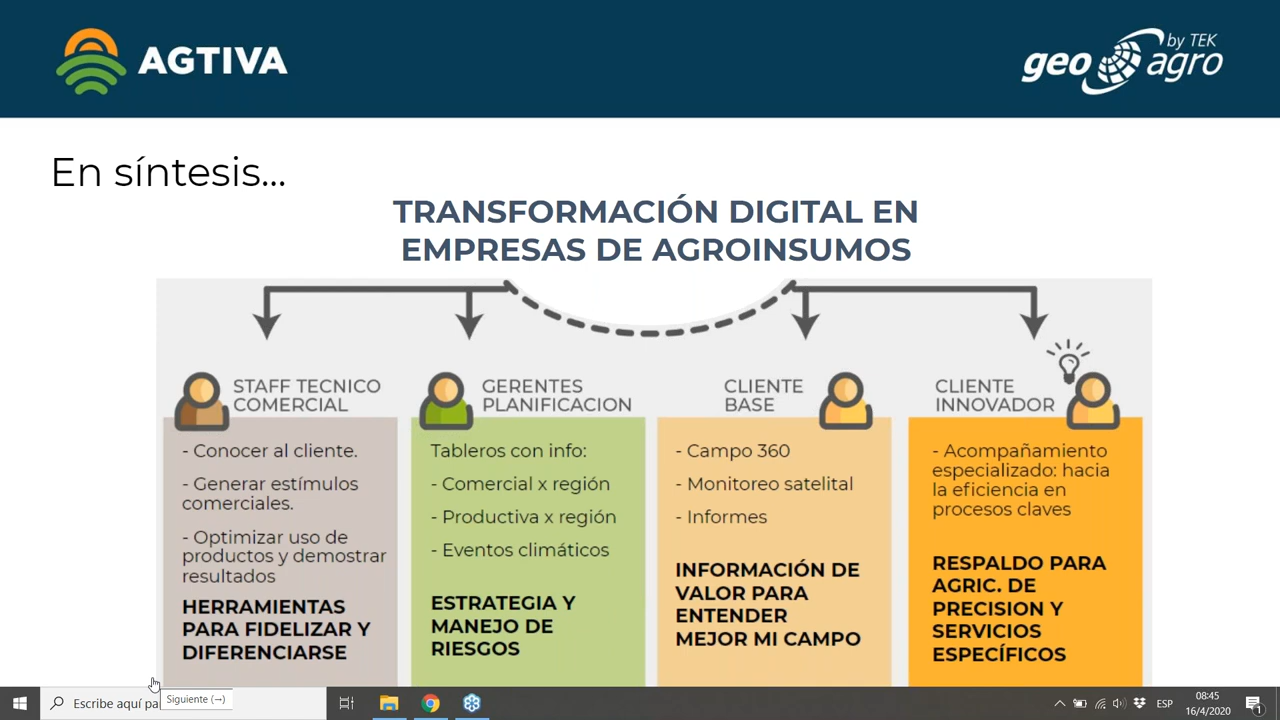 AGTIVA
geo agro
by TEK
En síntesis...
TRANSFORMACIÓN DIGITAL EN
EMPRESAS DE AGROINSUMOS
STAFF TECNICO
COMERCIAL
- Conocer al cliente.
- Generar estímulos
comerciales.
- Optimizar uso de
productos y demostrar
resultados
HERRAMIENTAS
PARA FIDELIZAR Y
DIFERENCIARSE
GERENTES
PLANIFICACION
Tableros con info:
- Comercial x región
- Productiva x región
- Eventos climáticos
ESTRATEGIA Y
MANEJO DE
RIESGOS
CLIENTE
BASE
- Campo 360
- Monitoreo satelital
- Informes
INFORMACIÓN DE
VALOR PARA
ENTENDER
MEJOR MI CAMPO
CLIENTE
INNOVADOR
- Acompañamiento
especializado: hacia
la eficiencia en
procesos claves
RESPALDO PARA
AGRIC. DE
PRECISION Y
SERVICIOS
ESPECÍFICOS
Escribe aquí pa
Siguiente (→)
ESP
08:45
16/4/2020
1